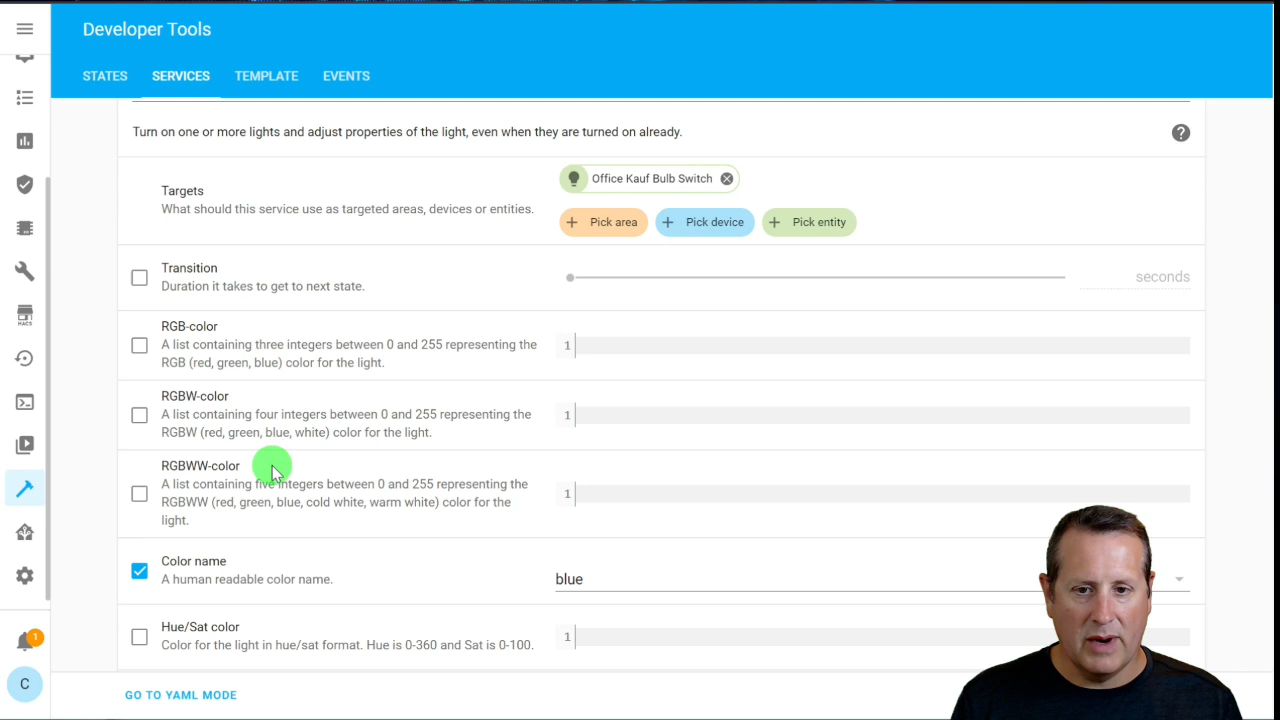 Developer Tools
STATES
SERVICES
TEMPLATE
EVENTS
Turn on one or more lights and adjust properties of the light, even when they are turned on already.
Targets
What should this service use as targeted areas, devices or entities.
Office Kauf Bulb Switch
Pick area
Pick device
Pick entity
Transition
Duration it takes to get to next state.
seconds
RGB-color
A list containing three integers between 0 and 255 representing the
RGB (red, green, blue) color for the light.
1
RGBW-color
A list containing four integers between 0 and 255 representing the
RGBW (red, green, blue, white) color for the light.
1
RGBWW-color
A list containing five integers between 0 and 255 representing the
RGBWW (red, green, blue, cold white, warm white) color for the
light.
1
Color name
A human readable color name.
blue
Hue/Sat color
Color for the light in hue/sat format. Hue is 0-360 and Sat is 0-100.
1
GO TO YAML MODE
HACS
1
C